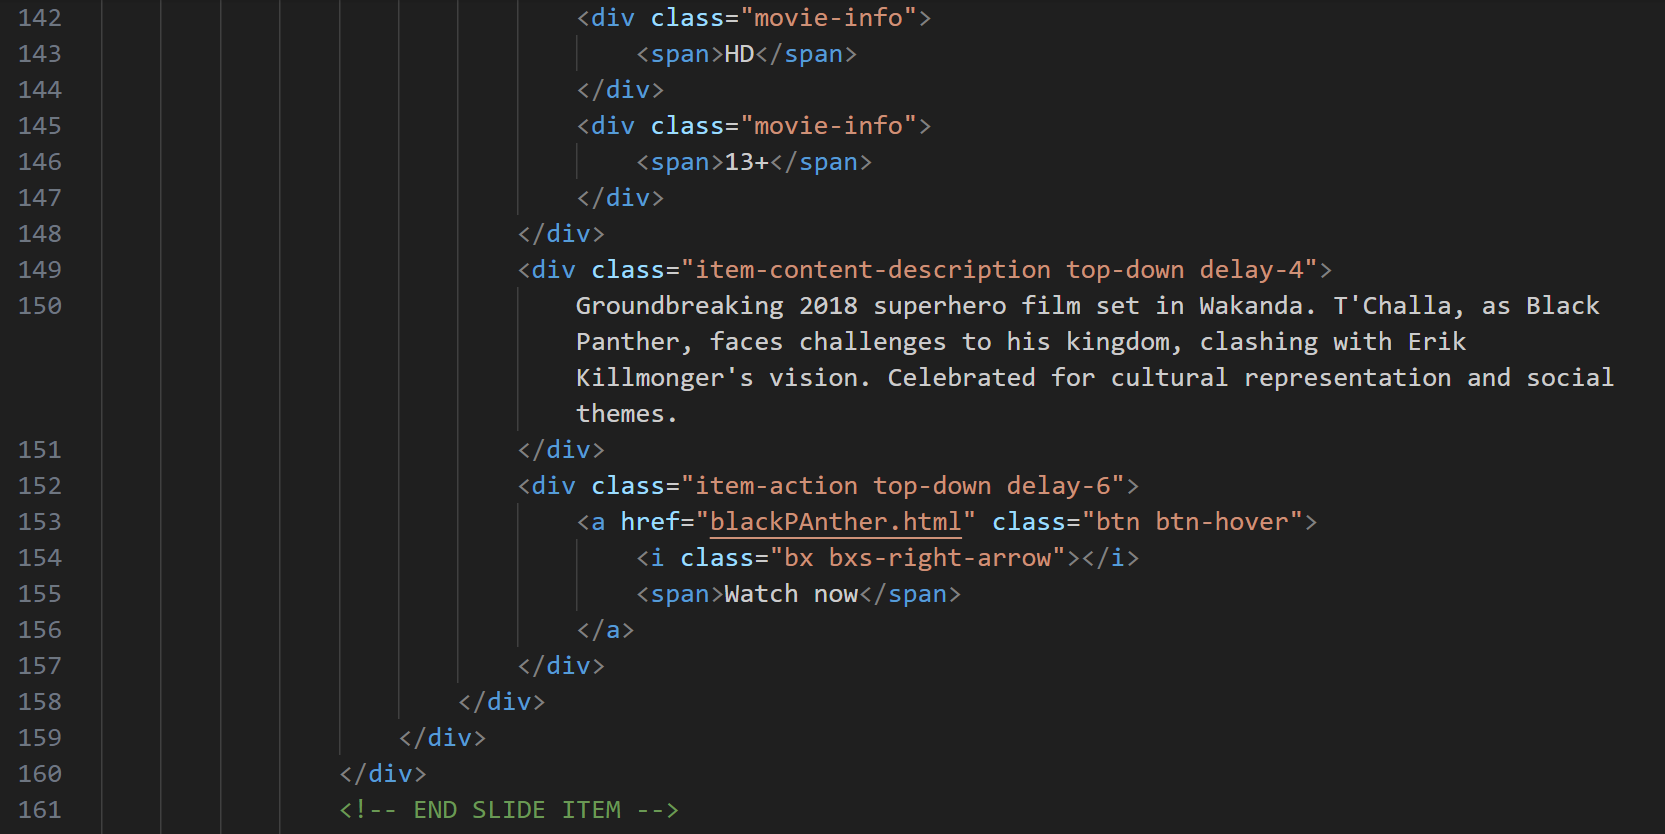 142 <div class="movie-info">
143 <span>HD</span>
144 </div>
145 <div class="movie-info">
146 <span>13+</span>
147 </div>
148 </div>
149 <div class="item-content-description top-down delay-4">
150 Groundbreaking 2018 superhero film set in Wakanda. T'Challa, as Black
Panther, faces challenges to his kingdom, clashing with Erik
Killmonger's vision. Celebrated for cultural representation and social
themes.
151 </div>
152 <div class="item-action top-down delay-6">
153 <a href="blackPAnther.html" class="btn btn-hover">
154 <i class="bx bxs-right-arrow"></i>
155 <span>Watch now</span>
156 </a>
157 </div>
158 </div>
159 </div>
160 </div>
161 <!-- END SLIDE ITEM -->